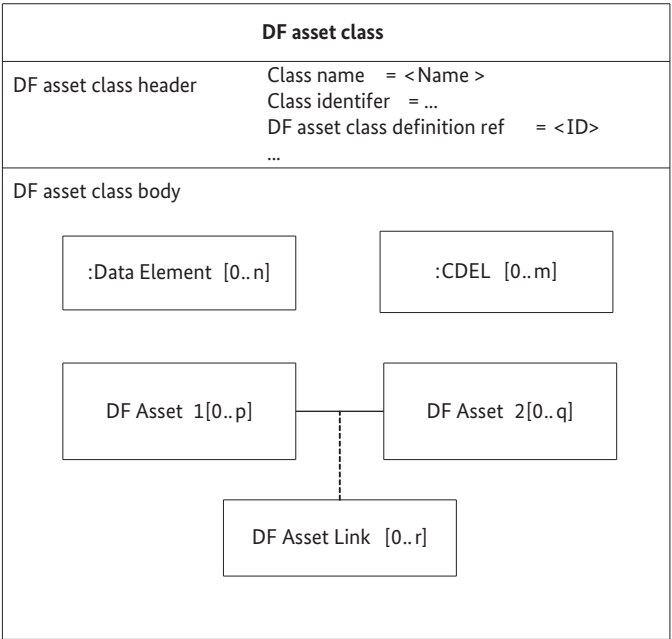 DF asset class
DF asset class header
Class name = <Name >
Class identifer = ...
DF asset class definition ref = <ID>
...
DF asset class body
:Data Element [0..n]
:CDEL [0..m]
DF Asset 1[0..p]
DF Asset 2[0..q]
DF Asset Link [0..r]